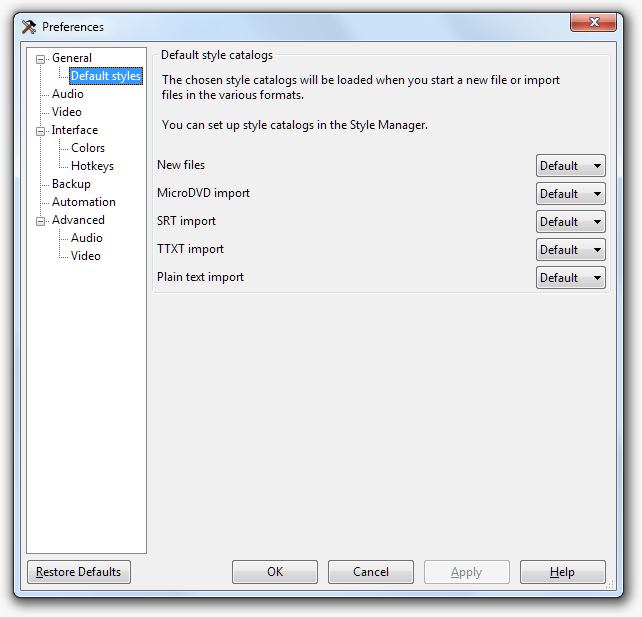 Preferences
General
Default styles
Audio
Video
Interface
Colors
Hotkeys
Backup
Automation
Advanced
Audio
Video
Default style catalogs
The chosen style catalogs will be loaded when you start a new file or import
files in the various formats.
You can set up style catalogs in the Style Manager.
New files Default
MicroDVD import Default
SRT import Default
TTXT import Default
Plain text import Default
Restore Defaults OK Cancel Apply Help